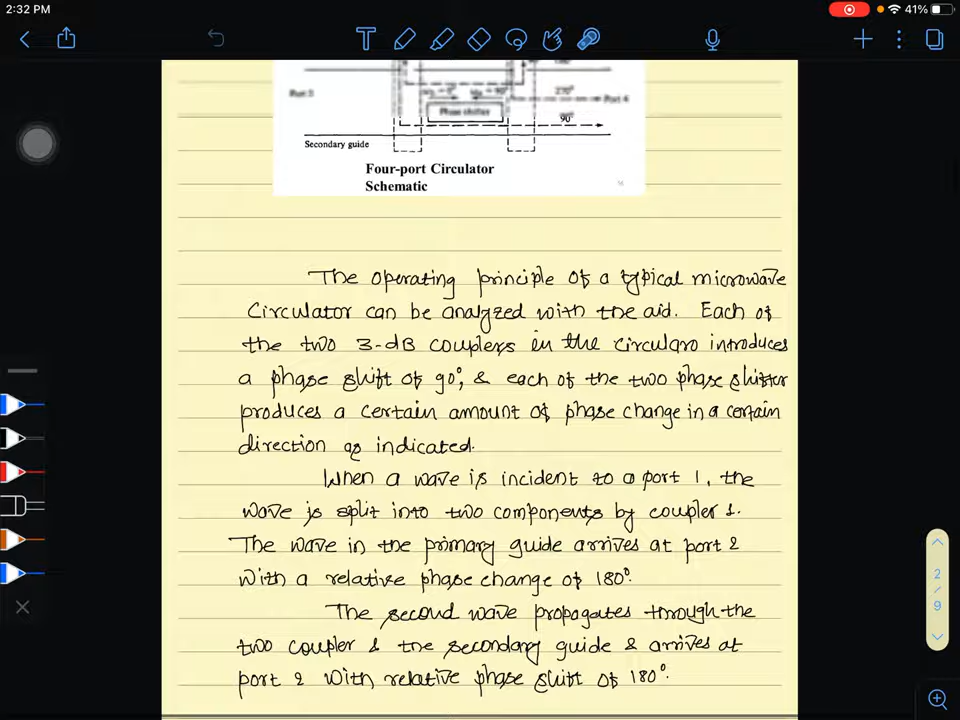 2:32 PM
41%
180°
Port 3
270°
Port 4
Phase shifter
90°
Secondary guide
Four-port Circulator
Schematic
The operating principle of a typical microwave
Circulator can be analyzed with the aid. Each of
the two 3-dB couplers in the circularo introduces
a phase shift of 90°, & each of the two phase shifter
produces a certain amount of phase change in a certain
direction as indicated.
When a wave is incident to a port 1, the
wave is split into two components by coupler 1.
The wave in the primary guide arrives at port 2
with a relative phase change of 180°.
The second wave propagates through the
two coupler & the secondary guide & arrives at
port 2 with relative phase shift of 180°.
2
/
9